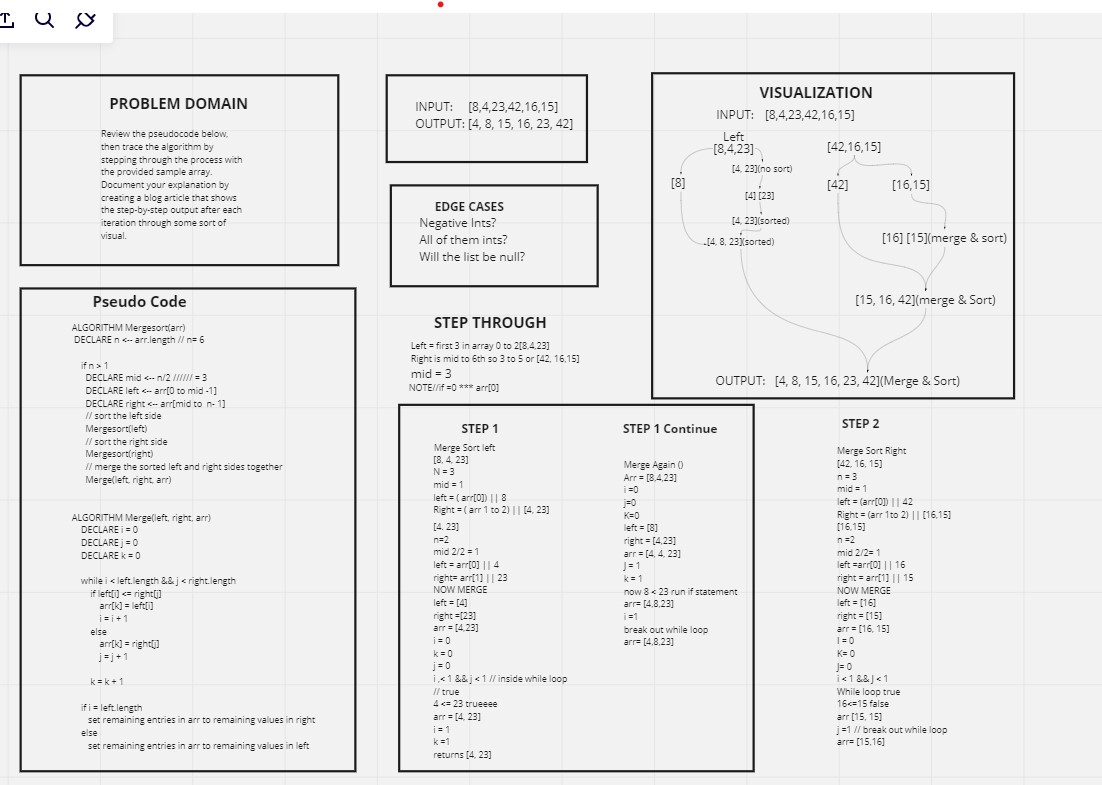 PROBLEM DOMAIN
Review the pseudocode below,
then trace the algorithm by
stepping through the process with
the provided sample array.
Document your explanation by
creating a blog article that shows
the step-by-step output after each
iteration through some sort of
visual.
INPUT: [8,4,23,42,16,15]
OUTPUT: [4, 8, 15, 16, 23, 42]
EDGE CASES
Negative Ints?
All of them ints?
Will the list be null?
VISUALIZATION
INPUT: [8,4,23,42,16,15]
Left
[8,4,23]
[42,16,15]
[4, 23](no sort)
[8]
[42]
[16,15]
[4] [23]
[4, 23](sorted)
[4, 8, 23](sorted)
[16] [15](merge & sort)
[15, 16, 42](merge & Sort)
OUTPUT: [4, 8, 15, 16, 23, 42](Merge & Sort)
Pseudo Code
ALGORITHM Mergesort(arr)
DECLARE n <-- arr.length // n= 6
if n > 1
DECLARE mid <-- n/2 ////// = 3
DECLARE left <-- arr[0 to mid -1]
DECLARE right <-- arr[mid to n- 1]
// sort the left side
Mergesort(left)
// sort the right side
Mergesort(right)
// merge the sorted left and right sides together
Merge(left, right, arr)
ALGORITHM Merge(left, right, arr)
DECLARE i = 0
DECLARE j = 0
DECLARE k = 0
while i < left.length && j < right.length
if left[i] <= right[j]
arr[k] = left[i]
i = i + 1
else
arr[k] = right[j]
j = j + 1
k = k + 1
if i = left.length
set remaining entries in arr to remaining values in right
else
set remaining entries in arr to remaining values in left
STEP THROUGH
Left = first 3 in array 0 to 2[8,4,23]
Right is mid to 6th so 3 to 5 or [42, 16,15]
mid = 3
NOTE//if =0 *** arr[0]
STEP 1
Merge Sort left
[8, 4, 23]
N = 3
mid = 1
left = ( arr[0]) || 8
Right = ( arr 1 to 2) || [4, 23]
[4, 23]
n=2
mid 2/2 = 1
left = arr[0] || 4
right= arr[1] || 23
NOW MERGE
left = [4]
right =[23]
arr = [4,23]
i = 0
k = 0
j = 0
i ,< 1 && j < 1 // inside while loop
// true
4 <= 23 trueeee
arr = [4, 23]
i = 1
k =1
returns [4, 23]
STEP 1 Continue
Merge Again ()
Arr = [8,4,23]
i =0
j=0
K=0
left = [8]
right = [4,23]
arr = [4, 4, 23]
J = 1
k = 1
now 8 < 23 run if statement
arr= [4,8,23]
i =1
break out while loop
arr= [4,8,23]
STEP 2
Merge Sort Right
[42, 16, 15]
n = 3
mid = 1
left = (arr[0]) || 42
Right = (arr 1to 2) || [16,15]
[16,15]
n =2
mid 2/2= 1
left =arr[0] || 16
right = arr[1] || 15
NOW MERGE
left = [16]
right = [15]
arr = [16, 15]
I = 0
K= 0
J= 0
i < 1 && J < 1
While loop true
16<=15 false
arr [15, 15]
j =1 // break out while loop
arr= [15,16]